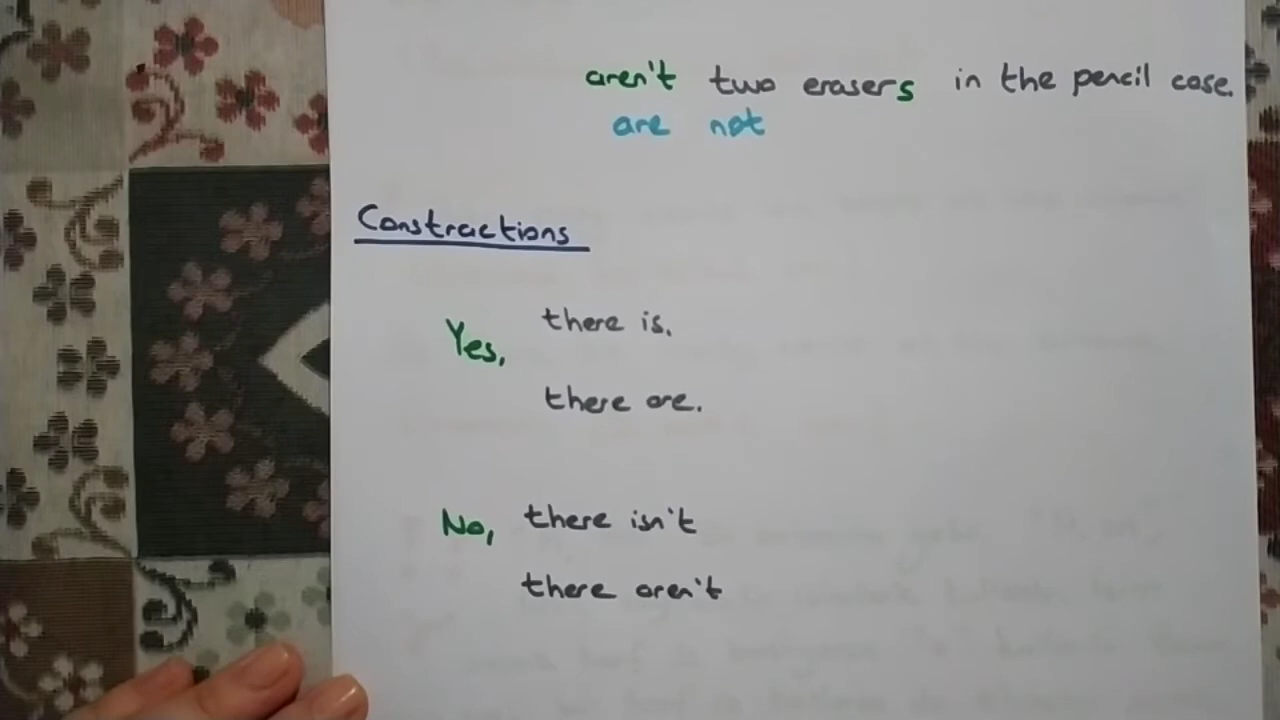 aren't two erasers in the pencil case.
are not
Constractions
Yes,
there is.
there are.
No, there isn't
there aren't